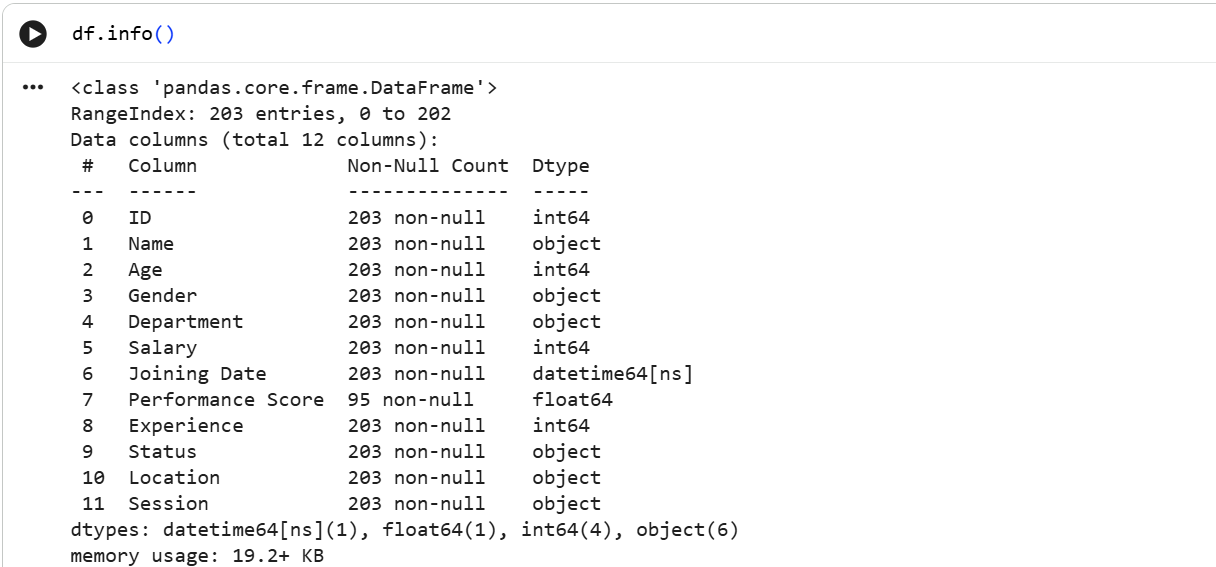 df.info()
<class 'pandas.core.frame.DataFrame'>
RangeIndex: 203 entries, 0 to 202
Data columns (total 12 columns):
 #   Column             Non-Null Count  Dtype
---  ------             --------------  -----
 0   ID                 203 non-null    int64
 1   Name               203 non-null    object
 2   Age                203 non-null    int64
 3   Gender             203 non-null    object
 4   Department         203 non-null    object
 5   Salary             203 non-null    int64
 6   Joining Date       203 non-null    datetime64[ns]
 7   Performance Score  95 non-null     float64
 8   Experience         203 non-null    int64
 9   Status             203 non-null    object
 10  Location           203 non-null    object
 11  Session            203 non-null    object
dtypes: datetime64[ns](1), float64(1), int64(4), object(6)
memory usage: 19.2+ KB